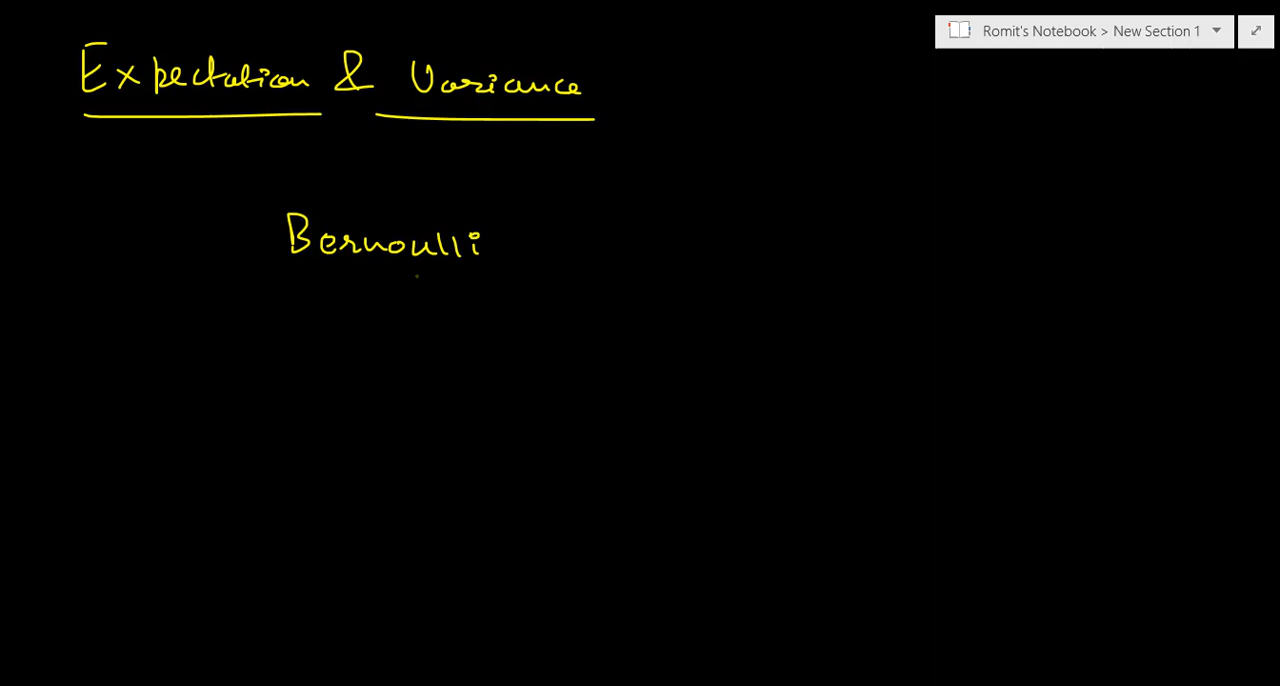 Romit's Notebook > New Section 1
Expectation & Variance
Bernoulli